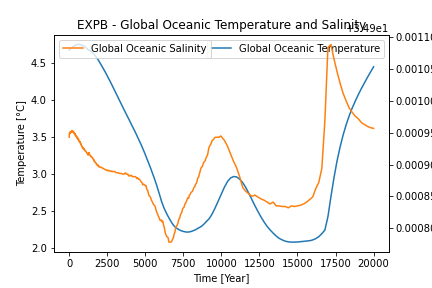 EXPB - Global Oceanic Temperature and Salinity
+3.49e1
Global Oceanic Salinity
Global Oceanic Temperature
Temperature [°C]
4.5
4.0
3.5
3.0
2.5
2.0
0.00110
0.00105
0.00100
0.00095
0.00090
0.00085
0.00080
0 2500 5000 7500 10000 12500 15000 17500 20000
Time [Year]